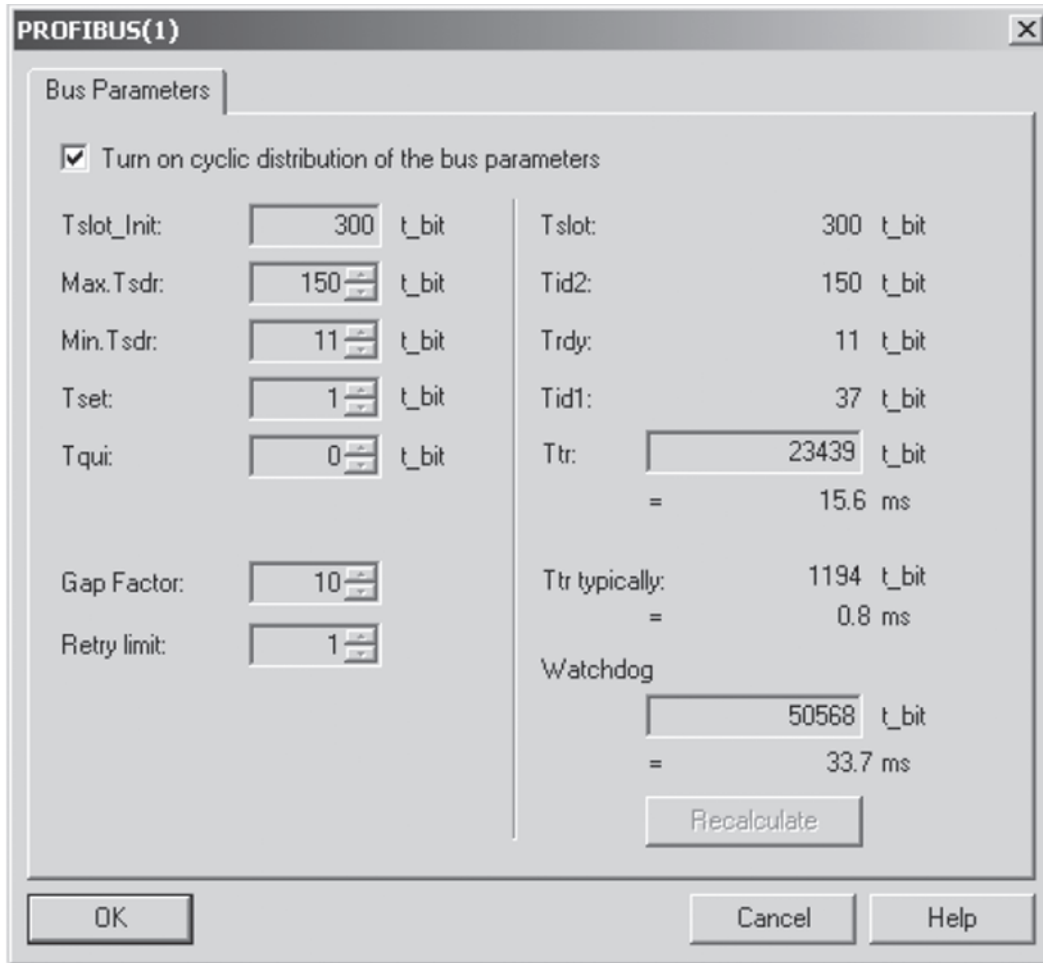 PROFIBUS(1)
Bus Parameters
Turn on cyclic distribution of the bus parameters
Tslot_Init: 300 t_bit
Max.Tsdr: 150 t_bit
Min.Tsdr: 11 t_bit
Tset: 1 t_bit
Tqui: 0 t_bit
Gap Factor: 10
Retry limit: 1
Tslot: 300 t_bit
Tid2: 150 t_bit
Trdy: 11 t_bit
Tid1: 37 t_bit
Ttr: 23439 t_bit
= 15.6 ms
Ttr typically: 1194 t_bit
= 0.8 ms
Watchdog
50568 t_bit
= 33.7 ms
Recalculate
OK Cancel Help